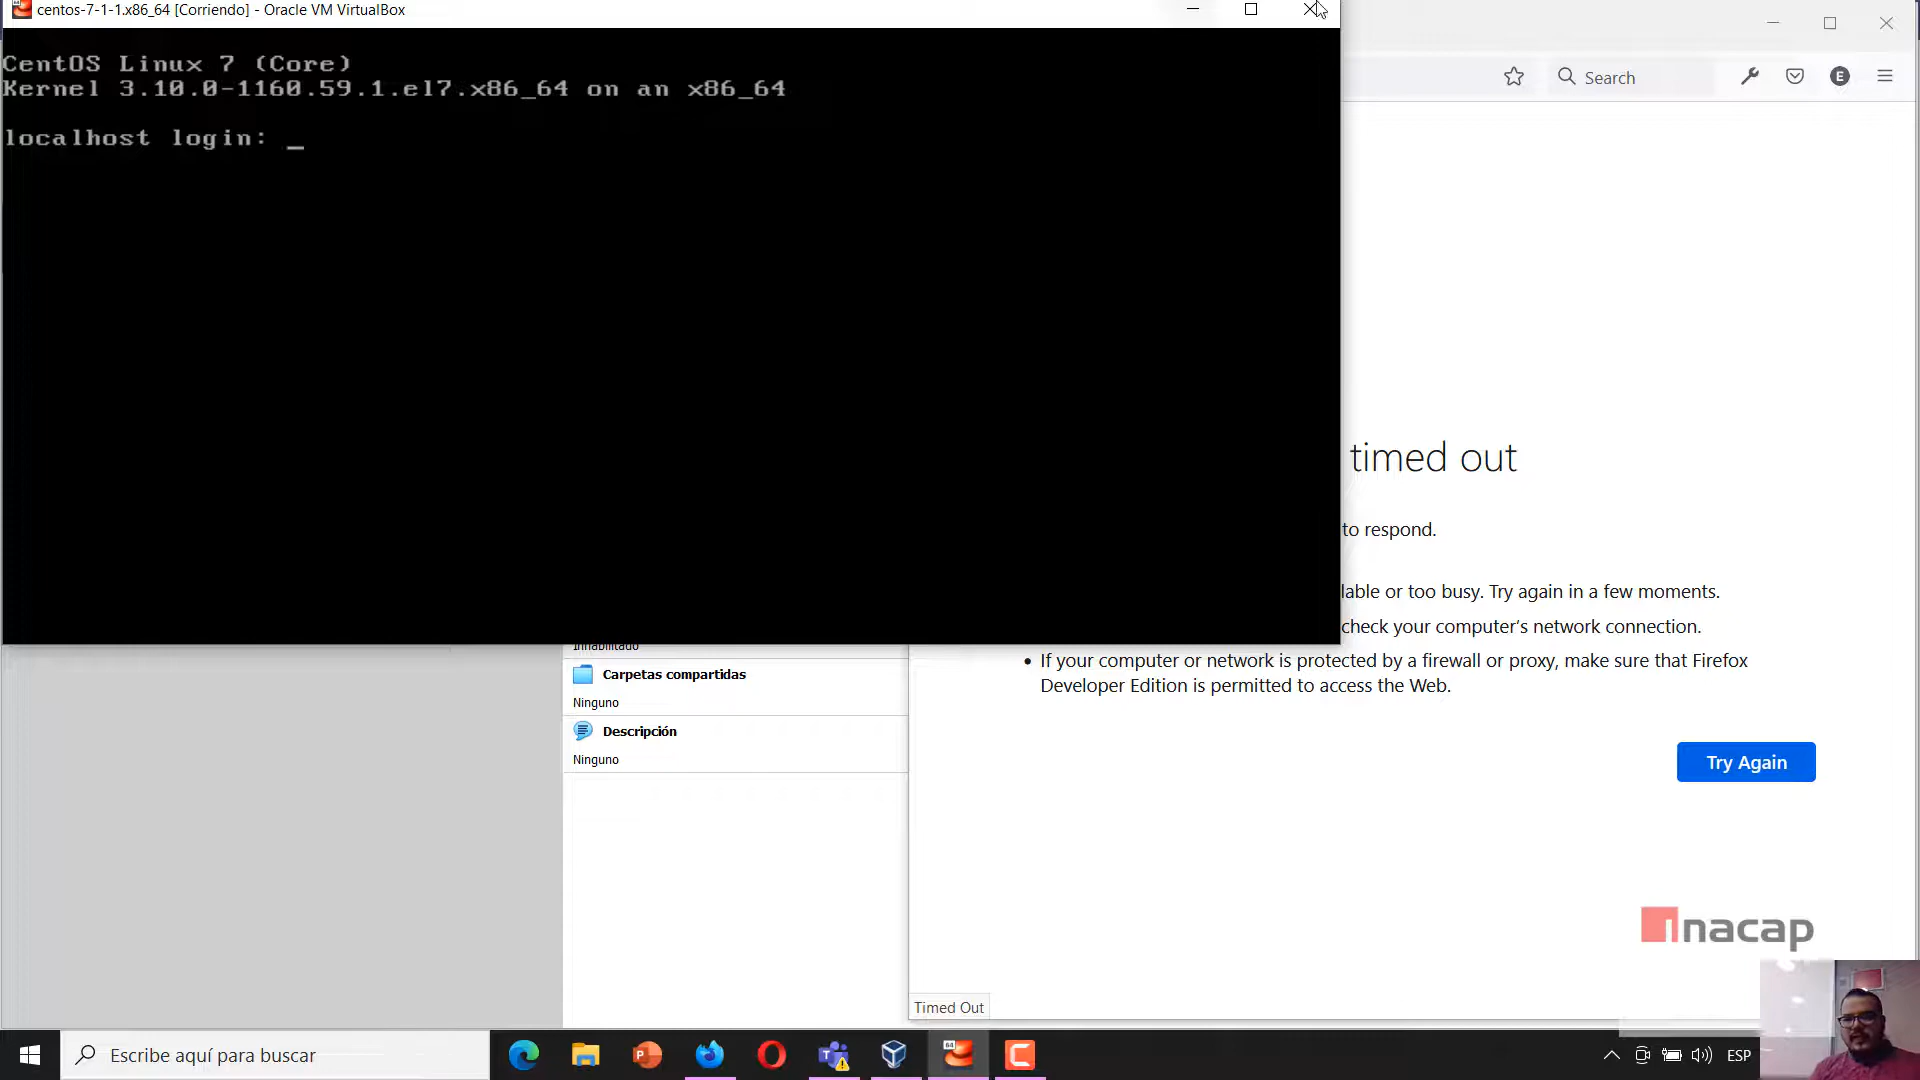 centos-7-1-1.x86_64 [Corriendo] - Oracle VM VirtualBox
CentOS Linux 7 (Core)
Kernel 3.10.0-1160.59.1.el7.x86_64 on an x86_64
localhost login: _
Search
E
timed out
to respond.
lable or too busy. Try again in a few moments.
check your computer's network connection.
• If your computer or network is protected by a firewall or proxy, make sure that Firefox
Developer Edition is permitted to access the Web.
Try Again
Inhabilitado
Carpetas compartidas
Ninguno
Descripción
Ninguno
inacap
Timed Out
Escribe aquí para buscar
ESP